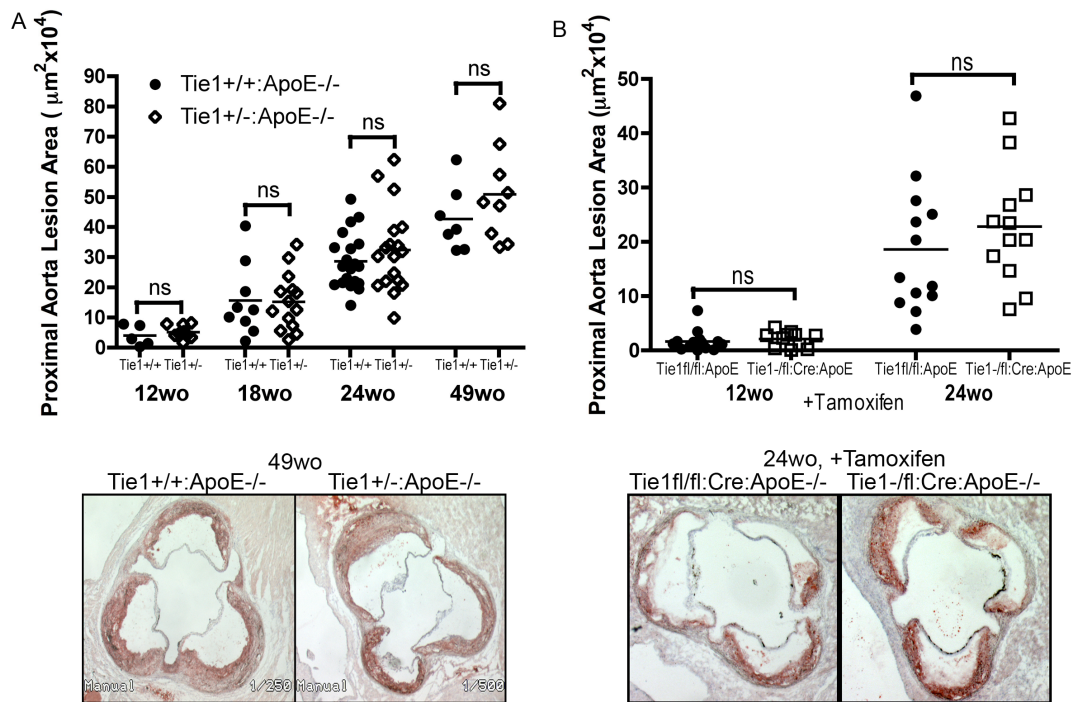 A
Proximal Aorta Lesion Area ( μm²x10⁴)
90
80
70
60
50
40
30
20
10
0
Tie1+/+:ApoE-/-
Tie1+/-:ApoE-/-
ns
ns
ns
ns
Tie1+/+ Tie1+/- Tie1+/+ Tie1+/- Tie1+/+ Tie1+/- Tie1+/+ Tie1+/-
12wo 18wo 24wo 49wo
B
Proximal Aorta Lesion Area (μm²x10⁴)
50
40
30
20
10
0
ns
ns
Tie1fl/fl:ApoE Tie1-/fl:Cre:ApoE Tie1fl/fl:ApoE Tie1-/fl:Cre:ApoE
12wo 24wo
+Tamoxifen
49wo
Tie1+/+:ApoE-/- Tie1+/-:ApoE-/-
Manual 1/250 Manual 1/500
24wo, +Tamoxifen
Tie1fl/fl:Cre:ApoE-/- Tie1-/fl:Cre:ApoE-/-